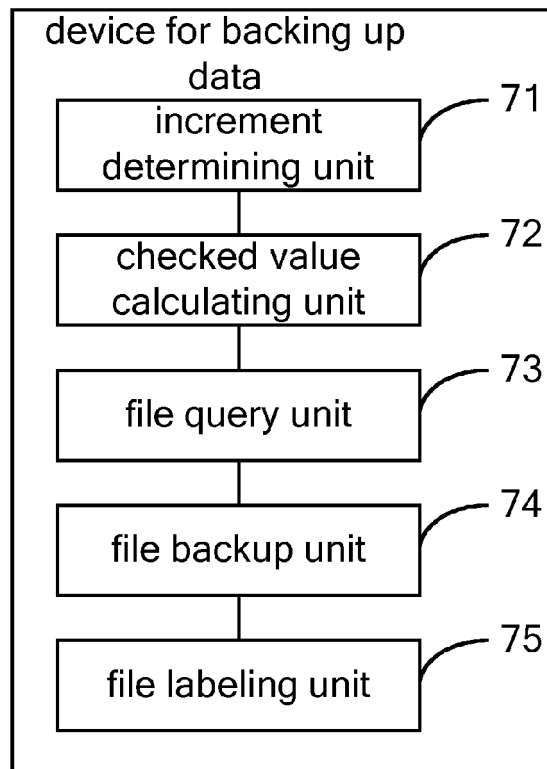 device for backing up
data
increment
determining unit
71
checked value
calculating unit
72
file query unit
73
file backup unit
74
file labeling unit
75